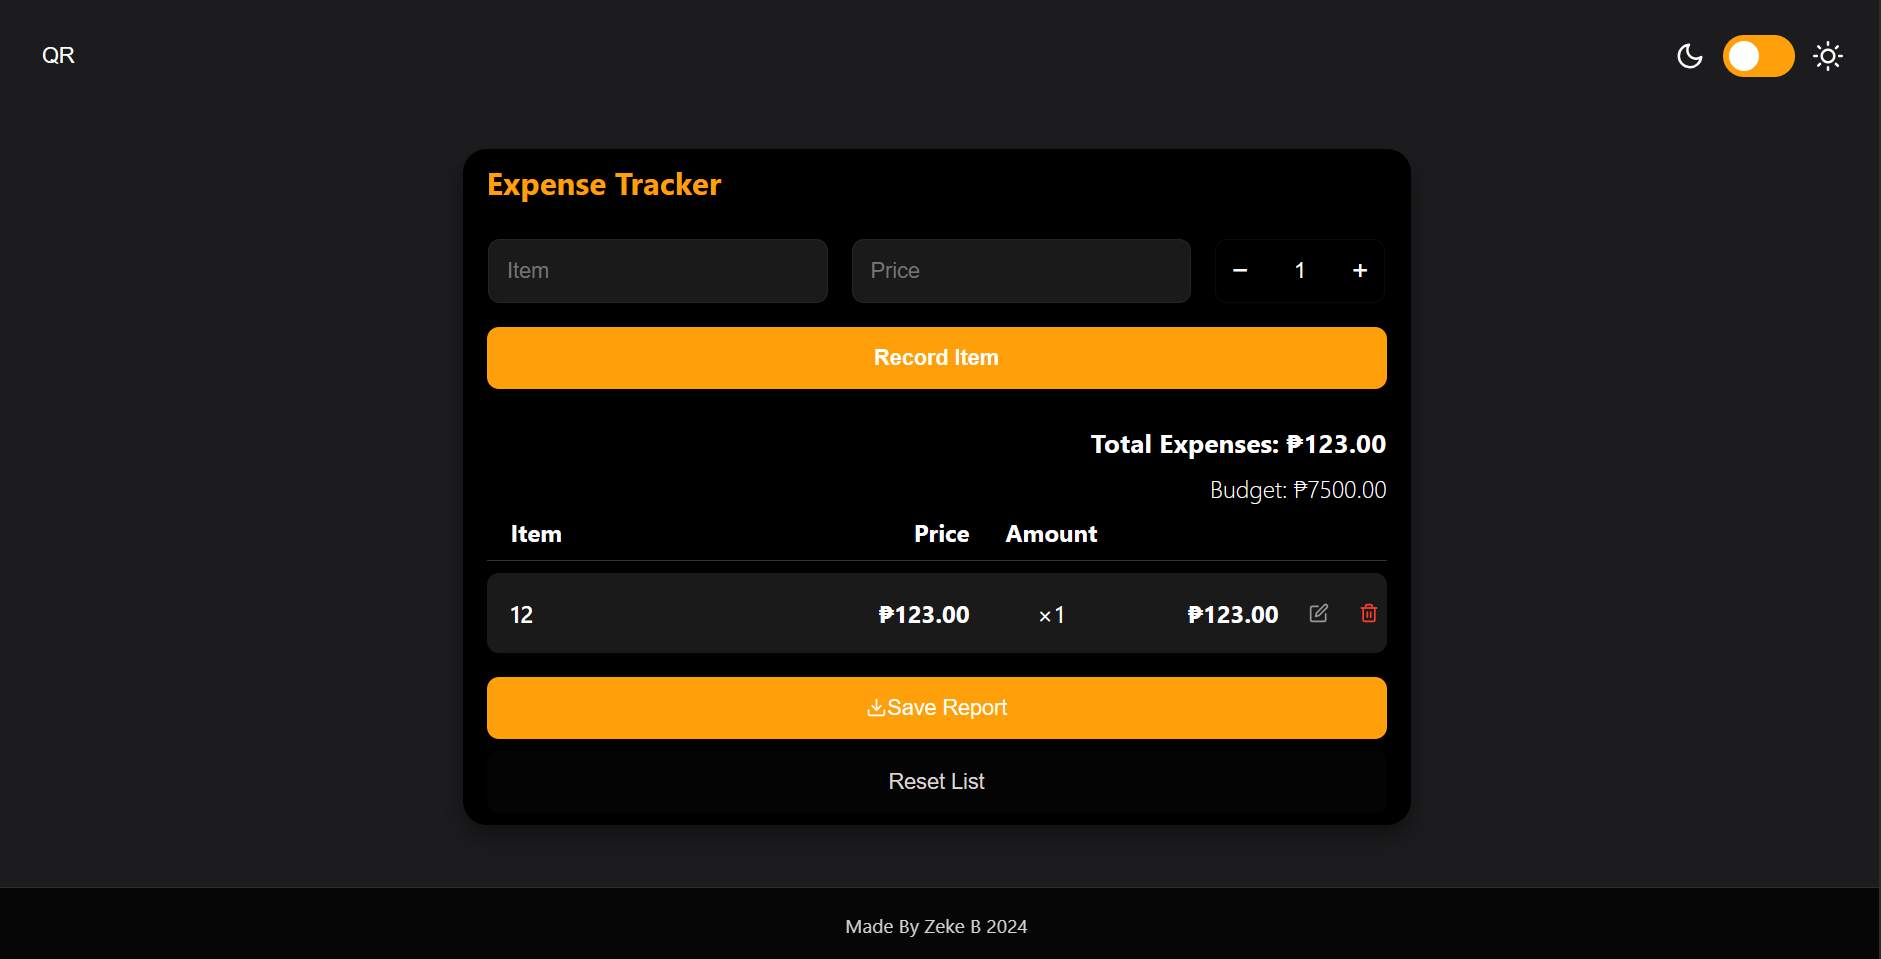 QR
Expense Tracker
Item Price − 1 +
Record Item
Total Expenses: ₱123.00
Budget: ₱7500.00
Item Price Amount
12 ₱123.00 ×1 ₱123.00
Save Report
Reset List
Made By Zeke B 2024